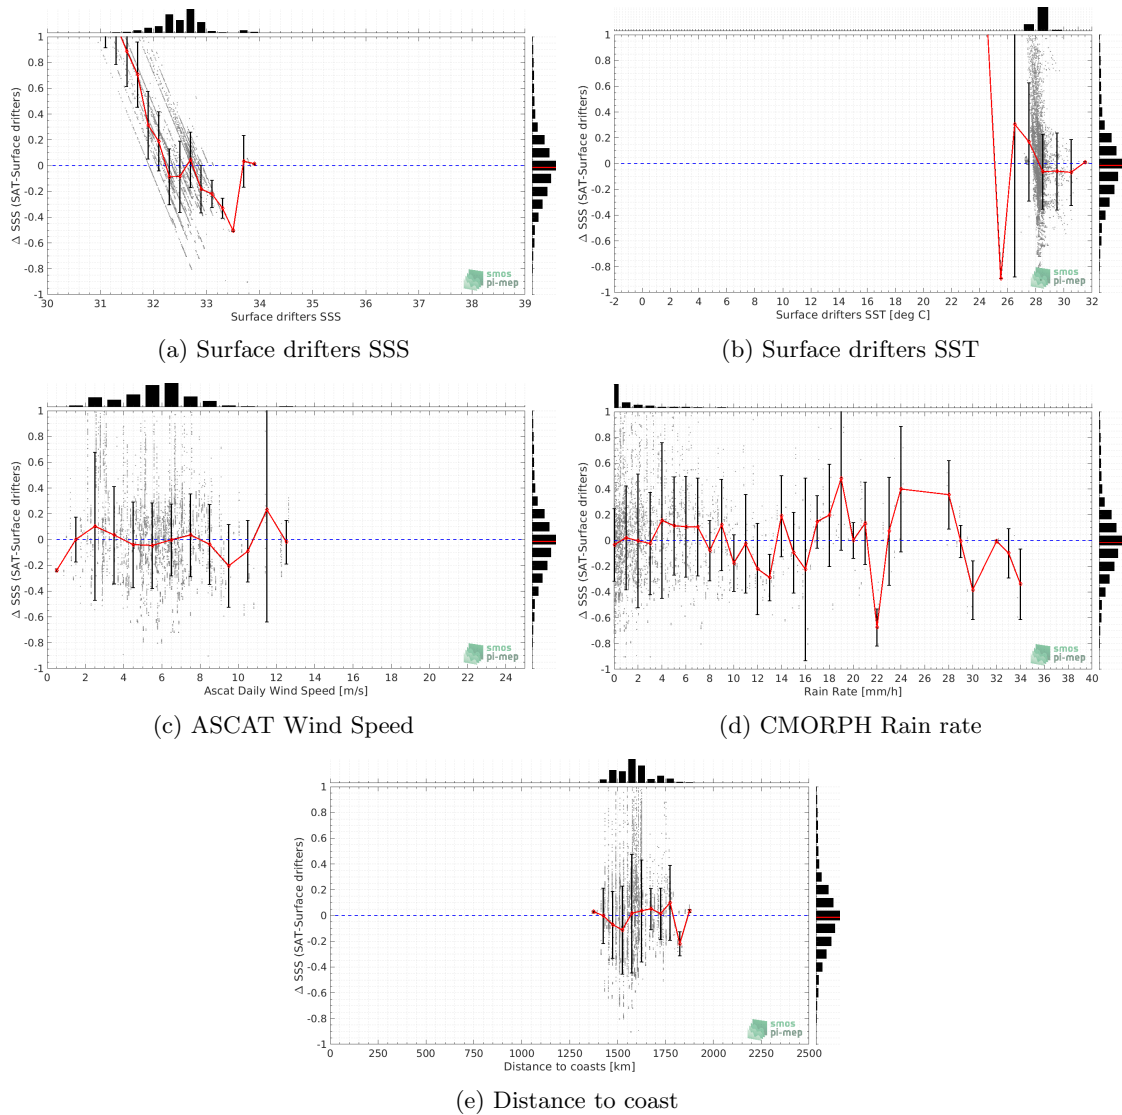 Δ SSS (SAT-Surface drifters)
1
0.8
0.6
0.4
0.2
0
-0.2
-0.4
-0.6
-0.8
-1
30 31 32 33 34 35 36 37 38 39
Surface drifters SSS
smos
pi-mep
(a) Surface drifters SSS
Δ SSS (SAT-Surface drifters)
1
0.8
0.6
0.4
0.2
0
-0.2
-0.4
-0.6
-0.8
-1
-2 0 2 4 6 8 10 12 14 16 18 20 22 24 26 28 30 32
Surface drifters SST [deg C]
smos
pi-mep
(b) Surface drifters SST
Δ SSS (SAT-Surface drifters)
1
0.8
0.6
0.4
0.2
0
-0.2
-0.4
-0.6
-0.8
-1
0 2 4 6 8 10 12 14 16 18 20 22 24
Ascat Daily Wind Speed [m/s]
smos
pi-mep
(c) ASCAT Wind Speed
Δ SSS (SAT-Surface drifters)
1
0.8
0.6
0.4
0.2
0
-0.2
-0.4
-0.6
-0.8
-1
0 2 4 6 8 10 12 14 16 18 20 22 24 26 28 30 32 34 36 38 40
Rain Rate [mm/h]
smos
pi-mep
(d) CMORPH Rain rate
Δ SSS (SAT-Surface drifters)
1
0.8
0.6
0.4
0.2
0
-0.2
-0.4
-0.6
-0.8
-1
0 250 500 750 1000 1250 1500 1750 2000 2250 2500
Distance to coasts [km]
smos
pi-mep
(e) Distance to coast